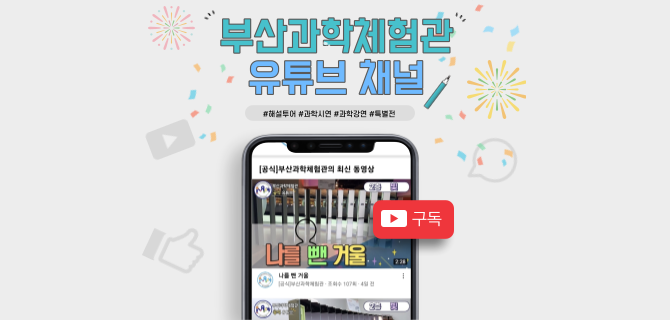 부산과학체험관
유튜브 채널
#해설투어 #과학시연 #과학강연 #특별전
[공식]부산과학체험관의 최신 동영상
구독
나를 뺀 거울
2:28
나를 뺀 거울
[공식]부산과학체험관 · 조회수 107회 · 4일 전